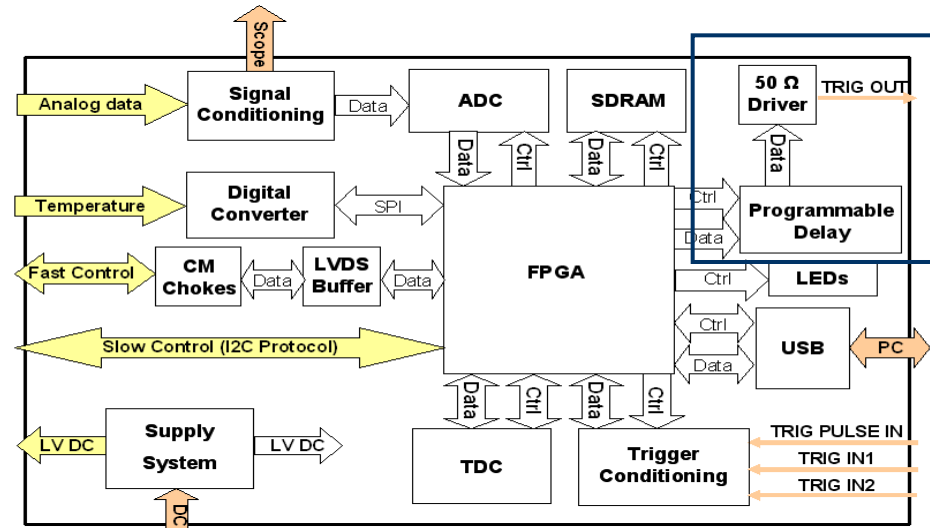 Scope
Analog data
Signal
Conditioning
Data
ADC
SDRAM
50 Ω
Driver
TRIG OUT
Data
Ctrl
Data
Ctrl
Data
Temperature
Digital
Converter
SPI
Ctrl
Data
Programmable
Delay
Fast Control
CM
Chokes
Data
LVDS
Buffer
Data
FPGA
Ctrl
LEDs
Slow Control (I2C Protocol)
Ctrl
Data
USB
PC
LV DC
Supply
System
LV DC
Data
Ctrl
Data
Ctrl
TDC
Trigger
Conditioning
TRIG PULSE IN
TRIG IN1
TRIG IN2
DC